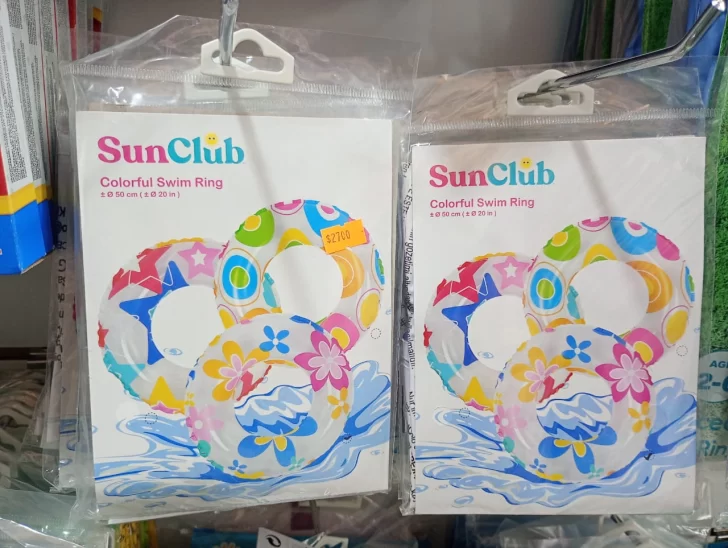 SunClub
Colorful Swim Ring
± Ø 50 cm ( ± Ø 20 in )
$2700
SunClub
Colorful Swim Ring
± Ø 50 cm ( ± Ø 20 in )